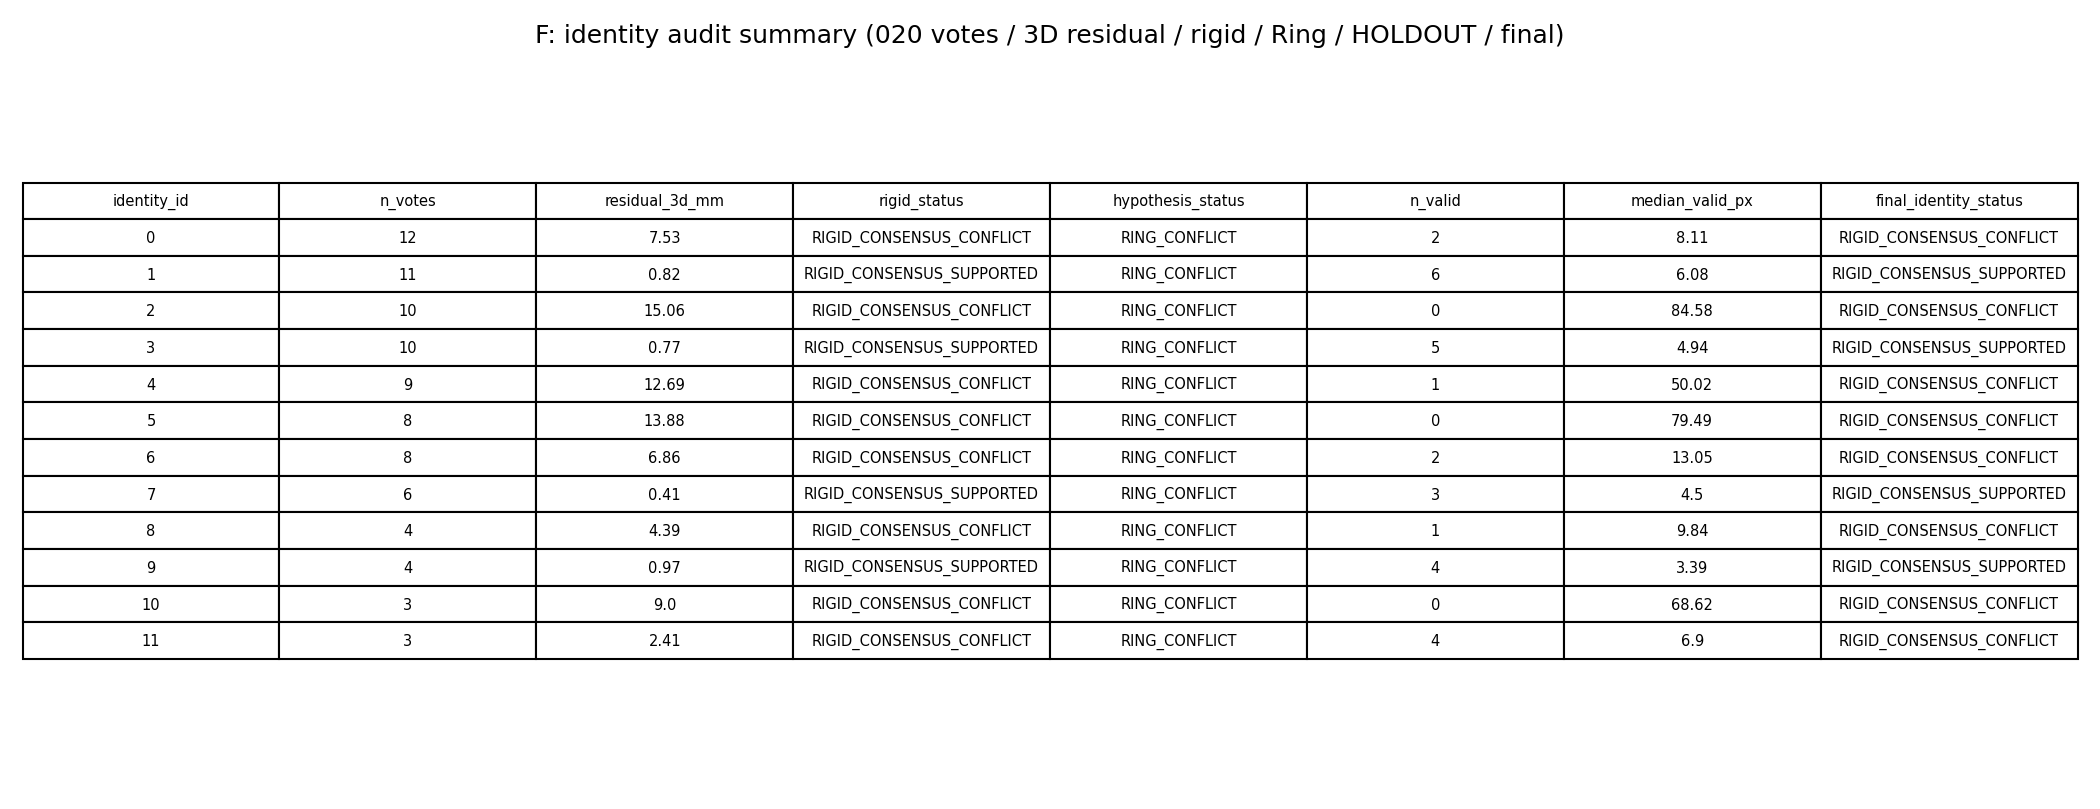 F: identity audit summary (020 votes / 3D residual / rigid / Ring / HOLDOUT / final)
identity_id n_votes residual_3d_mm rigid_status hypothesis_status n_valid median_valid_px final_identity_status
0 12 7.53 RIGID_CONSENSUS_CONFLICT RING_CONFLICT 2 8.11 RIGID_CONSENSUS_CONFLICT
1 11 0.82 RIGID_CONSENSUS_SUPPORTED RING_CONFLICT 6 6.08 RIGID_CONSENSUS_SUPPORTED
2 10 15.06 RIGID_CONSENSUS_CONFLICT RING_CONFLICT 0 84.58 RIGID_CONSENSUS_CONFLICT
3 10 0.77 RIGID_CONSENSUS_SUPPORTED RING_CONFLICT 5 4.94 RIGID_CONSENSUS_SUPPORTED
4 9 12.69 RIGID_CONSENSUS_CONFLICT RING_CONFLICT 1 50.02 RIGID_CONSENSUS_CONFLICT
5 8 13.88 RIGID_CONSENSUS_CONFLICT RING_CONFLICT 0 79.49 RIGID_CONSENSUS_CONFLICT
6 8 6.86 RIGID_CONSENSUS_CONFLICT RING_CONFLICT 2 13.05 RIGID_CONSENSUS_CONFLICT
7 6 0.41 RIGID_CONSENSUS_SUPPORTED RING_CONFLICT 3 4.5 RIGID_CONSENSUS_SUPPORTED
8 4 4.39 RIGID_CONSENSUS_CONFLICT RING_CONFLICT 1 9.84 RIGID_CONSENSUS_CONFLICT
9 4 0.97 RIGID_CONSENSUS_SUPPORTED RING_CONFLICT 4 3.39 RIGID_CONSENSUS_SUPPORTED
10 3 9.0 RIGID_CONSENSUS_CONFLICT RING_CONFLICT 0 68.62 RIGID_CONSENSUS_CONFLICT
11 3 2.41 RIGID_CONSENSUS_CONFLICT RING_CONFLICT 4 6.9 RIGID_CONSENSUS_CONFLICT